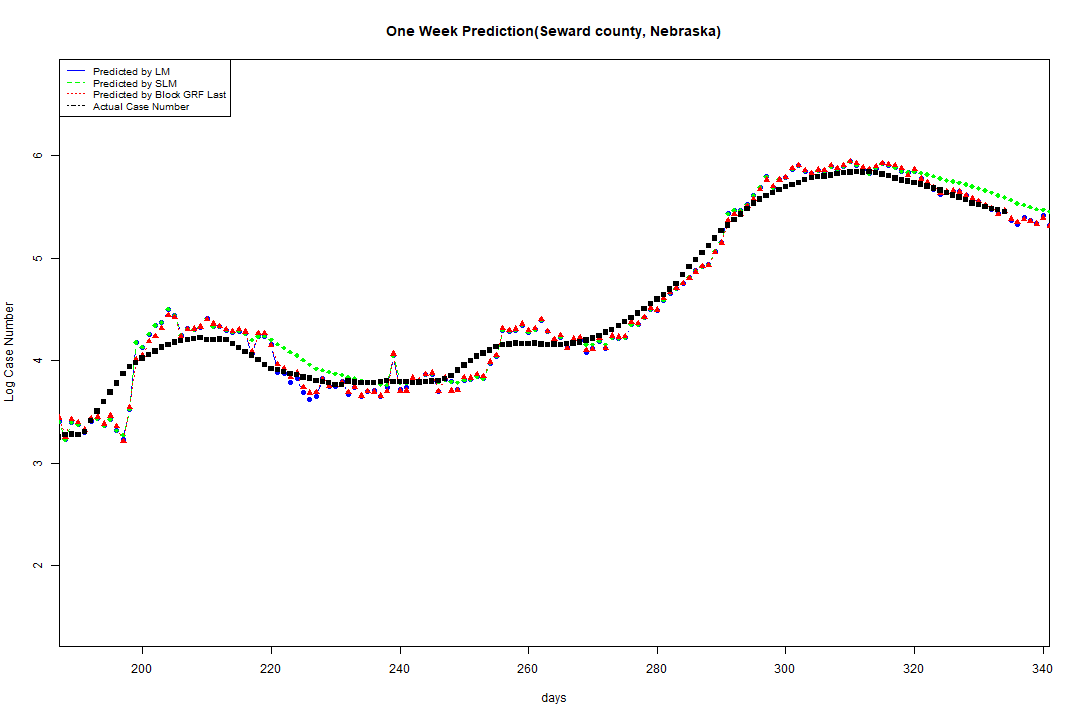 One Week Prediction(Seward county, Nebraska)
Predicted by LM
Predicted by SLM
Predicted by Block GRF Last
Actual Case Number
Log Case Number
6
5
4
3
2
200 220 240 260 280 300 320 340
days